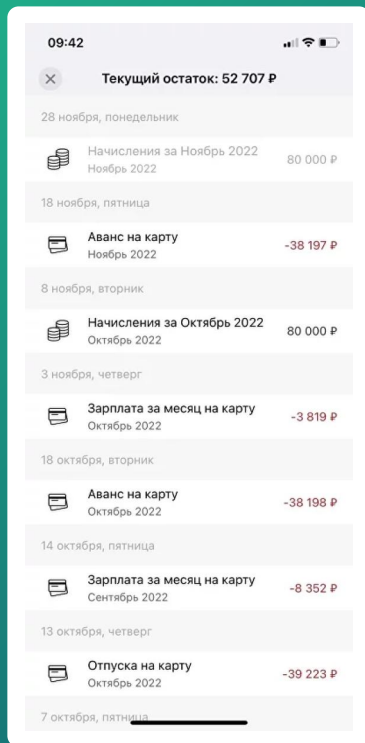 09:42
Текущий остаток: 52 707 ₽
28 ноября, понедельник
Начисления за Ноябрь 2022
80 000 ₽
Ноябрь 2022
18 ноября, пятница
Аванс на карту
-38 197 ₽
Ноябрь 2022
8 ноября, вторник
Начисления за Октябрь 2022
80 000 ₽
Октябрь 2022
3 ноября, четверг
Зарплата за месяц на карту
-3 819 ₽
Октябрь 2022
18 октября, вторник
Аванс на карту
-38 198 ₽
Октябрь 2022
14 октября, пятница
Зарплата за месяц на карту
-8 352 ₽
Сентябрь 2022
13 октября, четверг
Отпуска на карту
-39 223 ₽
Октябрь 2022
7 октября, пятница